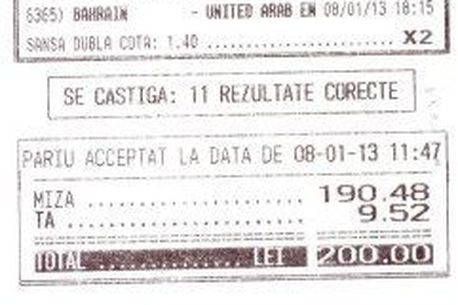 6365) BAHRAIN - UNITED ARAB EM 08/01/13 18:15
SANSA DUBLA COTA: 1.40 ........................ X2
SE CASTIGA: 11 REZULTATE CORECTE
PARIU ACCEPTAT LA DATA DE 08-01-13 11:47
MIZA ........................ 190.48
TA ........................ 9.52
TOTAL .................. LEI 200.00